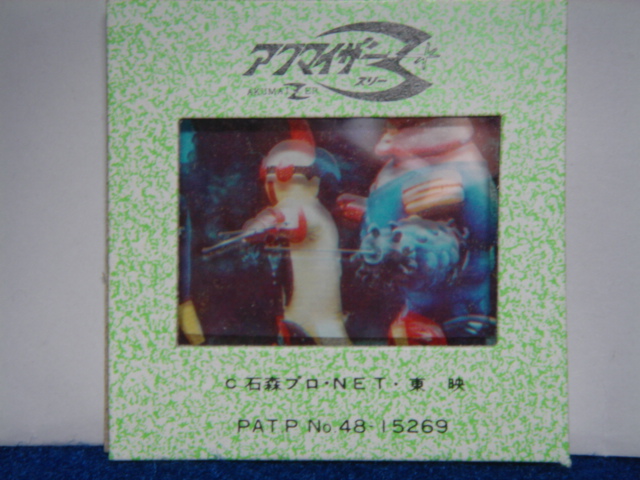 アクマイザー3
スリー
AKUMAIZER
C 石森プロ・NET・東 映
PAT P No 48-15269